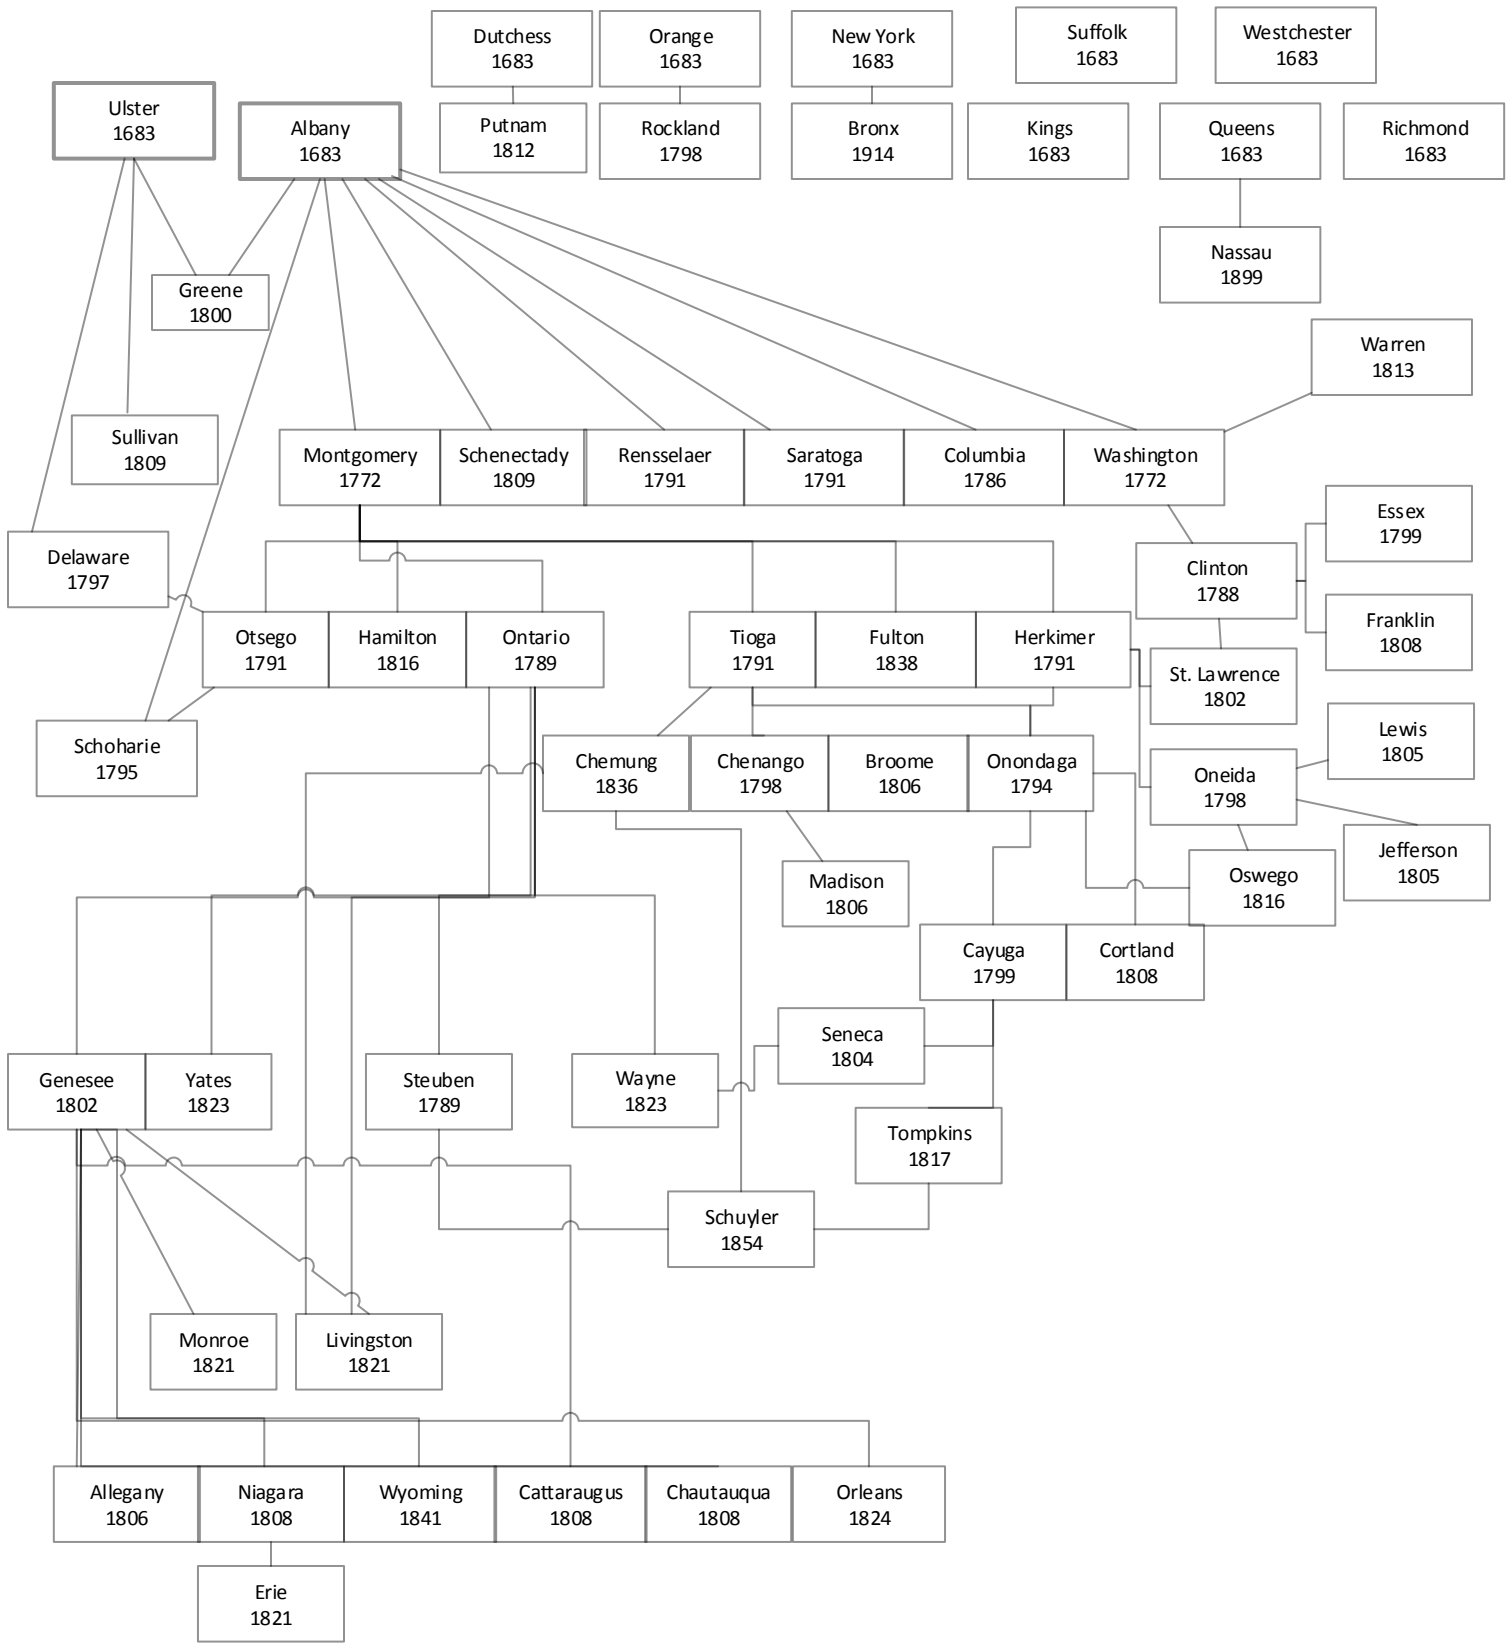 Dutchess
1683
Orange
1683
New York
1683
Suffolk
1683
Westchester
1683
Ulster
1683
Albany
1683
Putnam
1812
Rockland
1798
Bronx
1914
Kings
1683
Queens
1683
Richmond
1683
Nassau
1899
Greene
1800
Warren
1813
Sullivan
1809
Montgomery
1772
Schenectady
1809
Rensselaer
1791
Saratoga
1791
Columbia
1786
Washington
1772
Essex
1799
Delaware
1797
Clinton
1788
Franklin
1808
Otsego
1791
Hamilton
1816
Ontario
1789
Tioga
1791
Fulton
1838
Herkimer
1791
St. Lawrence
1802
Schoharie
1795
Lewis
1805
Chemung
1836
Chenango
1798
Broome
1806
Onondaga
1794
Oneida
1798
Jefferson
1805
Madison
1806
Oswego
1816
Cayuga
1799
Cortland
1808
Seneca
1804
Genesee
1802
Yates
1823
Steuben
1789
Wayne
1823
Tompkins
1817
Schuyler
1854
Monroe
1821
Livingston
1821
Allegany
1806
Niagara
1808
Wyoming
1841
Cattaraugus
1808
Chautauqua
1808
Orleans
1824
Erie
1821